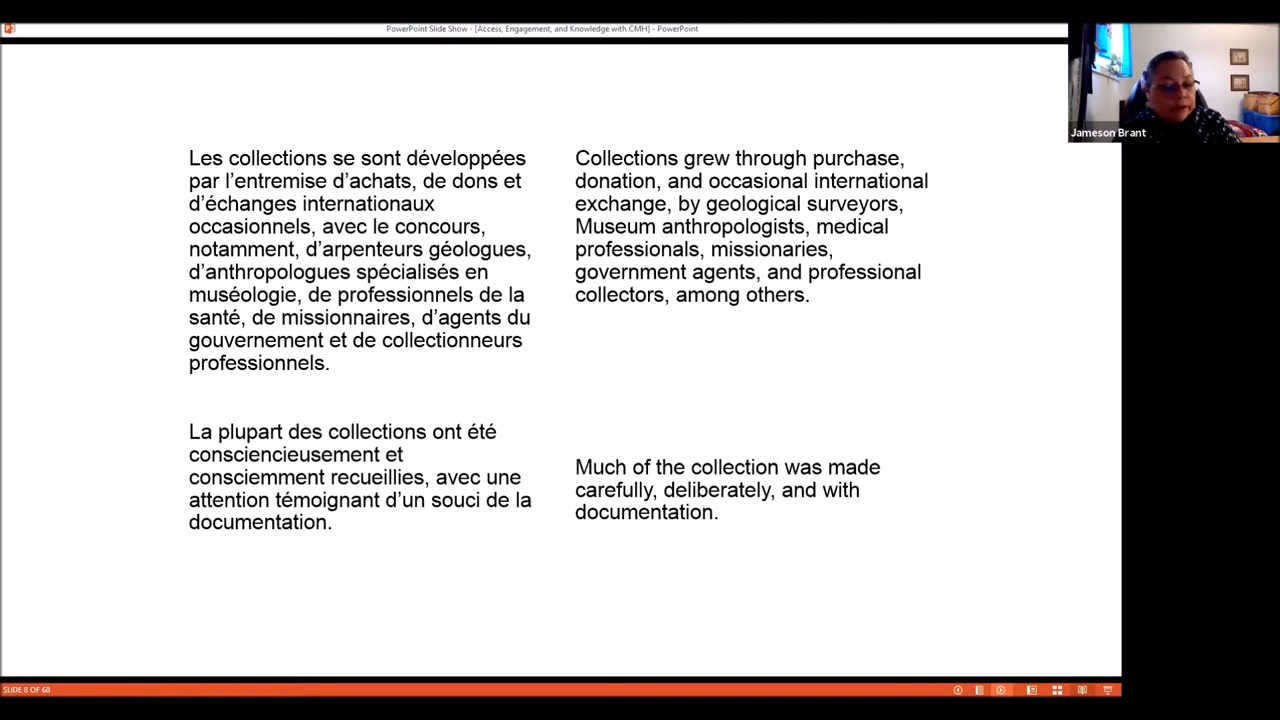 PowerPoint Slide Show - [Access, Engagement, and Knowledge with CMH] - PowerPoint
Jameson Brant
Les collections se sont développées
par l’entremise d’achats, de dons et
d’échanges internationaux
occasionnels, avec le concours,
notamment, d’arpenteurs géologues,
d’anthropologues spécialisés en
muséologie, de professionnels de la
santé, de missionnaires, d’agents du
gouvernement et de collectionneurs
professionnels.
La plupart des collections ont été
consciencieusement et
consciemment recueillies, avec une
attention témoignant d’un souci de la
documentation.
Collections grew through purchase,
donation, and occasional international
exchange, by geological surveyors,
Museum anthropologists, medical
professionals, missionaries,
government agents, and professional
collectors, among others.
Much of the collection was made
carefully, deliberately, and with
documentation.
SLIDE 8 OF 68